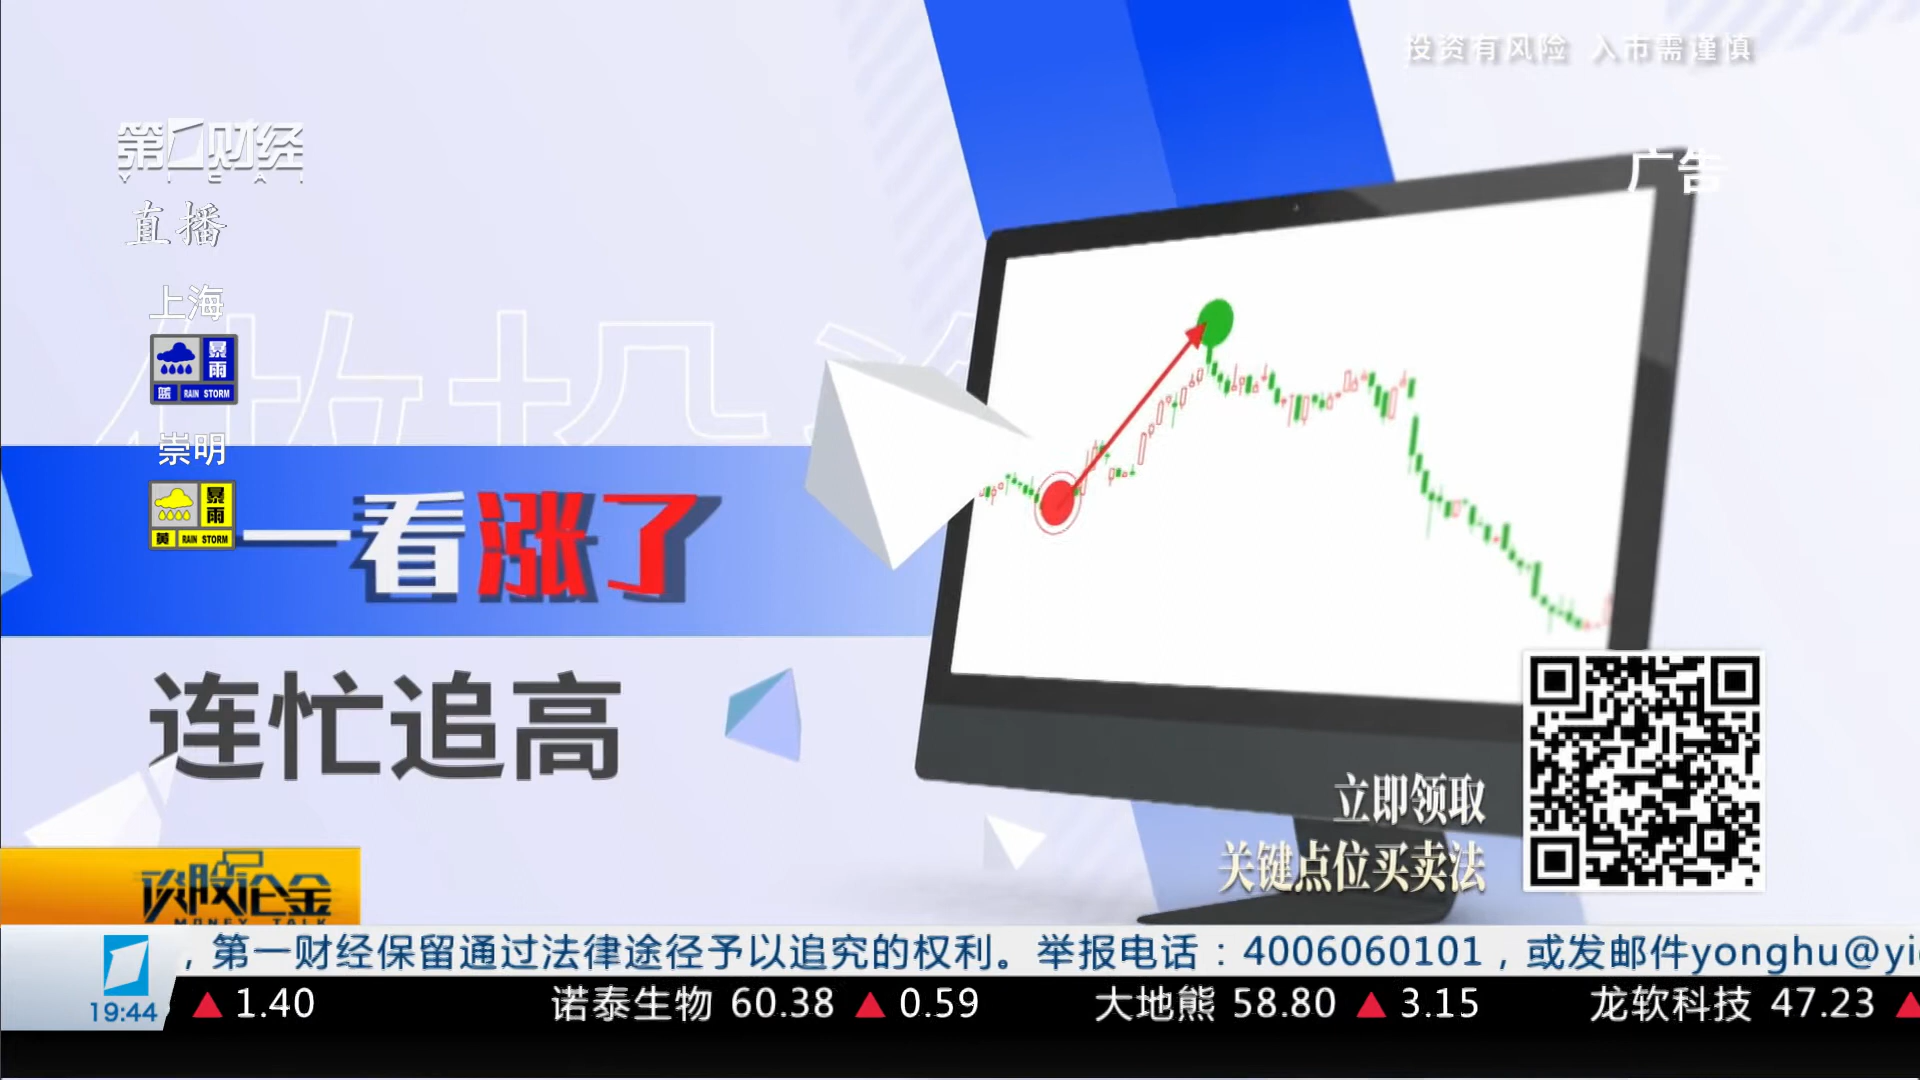 投资有风险 入市需谨慎
第一财经
YICAI
广告
直播
上海
暴雨
蓝 RAIN STORM
做投资
崇明
暴雨
黄 RAIN STORM
一看涨了
连忙追高
立即领取
关键点位买卖法
谈股论金
MONEY TALK
，第一财经保留通过法律途径予以追究的权利。举报电话：4006060101，或发邮件yonghu@yi
19:44
▲ 1.40 诺泰生物 60.38 ▲ 0.59 大地熊 58.80 ▲ 3.15 龙软科技 47.23 ▲